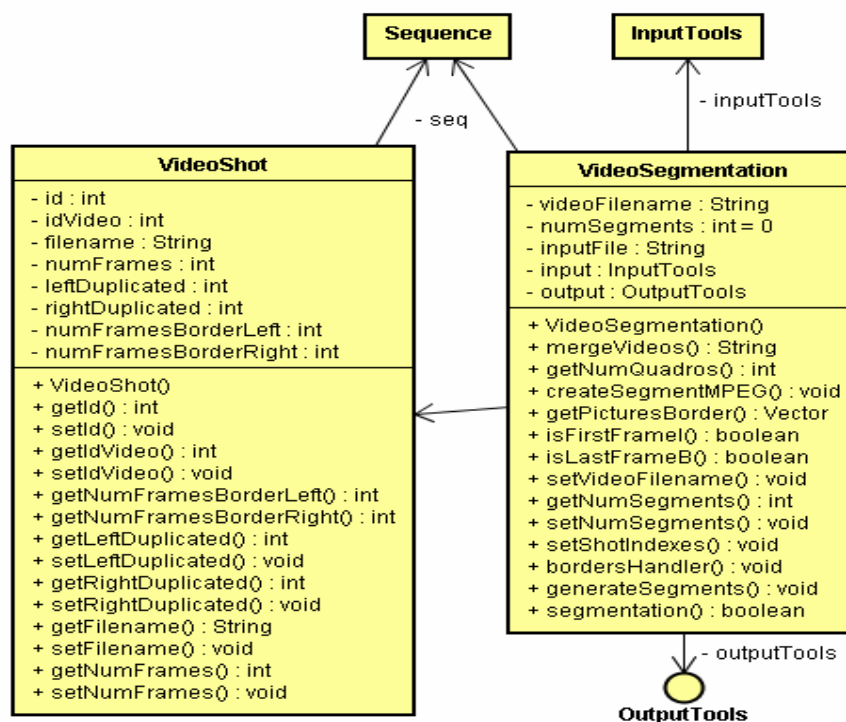 Sequence
InputTools
- inputTools
- seq
VideoShot
- id : int
- idVideo : int
- filename : String
- numFrames : int
- leftDuplicated : int
- rightDuplicated : int
- numFramesBorderLeft : int
- numFramesBorderRight : int
+ VideoShot()
+ getId() : int
+ setId() : void
+ getIdVideo() : int
+ setIdVideo() : void
+ getNumFramesBorderLeft() : int
+ getNumFramesBorderRight() : int
+ getLeftDuplicated() : int
+ setLeftDuplicated() : void
+ getRightDuplicated() : int
+ setRightDuplicated() : void
+ getFilename() : String
+ setFilename() : void
+ getNumFrames() : int
+ setNumFrames() : void
VideoSegmentation
- videoFilename : String
- numSegments : int = 0
- inputFile : String
- input : InputTools
- output : OutputTools
+ VideoSegmentation()
+ mergeVideos() : String
+ getNumQuadros() : int
+ createSegmentMPEG() : void
+ getPicturesBorder() : Vector
+ isFirstFrameI() : boolean
+ isLastFrameB() : boolean
+ setVideoFilename() : void
+ getNumSegments() : int
+ setNumSegments() : void
+ setShotIndexes() : void
+ bordersHandler() : void
+ generateSegments() : void
+ segmentation() : boolean
- outputTools
OutputTools